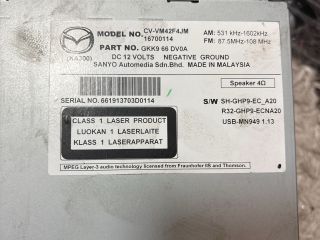 MODEL NO. CV-VM42F4JM
16700114
AM: 531 kHz-1602kHz
FM: 87.5MHz-108 MHz
PART NO. GKK9 66 DV0A
(KA300)
DC 12 VOLTS NEGATIVE GROUND
SANYO Automedia Sdn.Bhd. MADE IN MALAYSIA
Speaker 4Ω
SERIAL NO. 661913703D0114
S/W SH-GHP9-EC_A20
R32-GHP9-ECNA20
USB-MN949 1.13
CLASS 1 LASER PRODUCT
LUOKAN 1 LASERLAITE
KLASS 1 LASERAPPARAT
MPEG Layer-3 audio technology licensed from Fraunhofer IIS and Thomson.